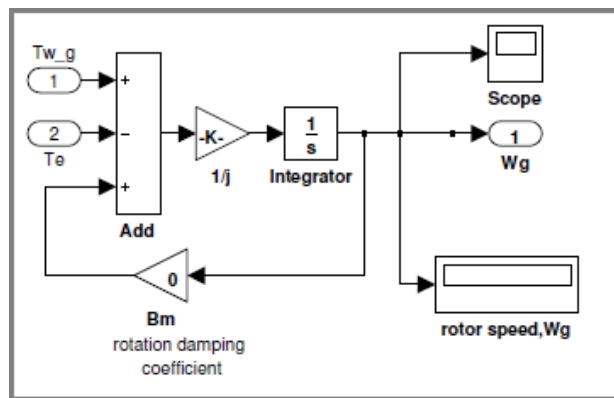 Tw_g
1
+
2
Te
−
+
Add
-K-
1/j
1
s
Integrator
Scope
1
Wg
rotor speed,Wg
0
Bm
rotation damping
coefficient